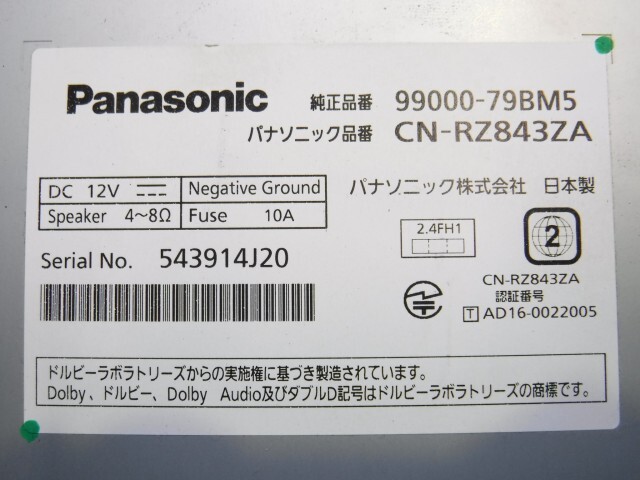 Panasonic 純正品番 99000-79BM5
パナソニック品番 CN-RZ843ZA
DC 12V Negative Ground
Speaker 4~8Ω Fuse 10A
パナソニック株式会社 日本製
2.4FH1
2
Serial No. 543914J20
CN-RZ843ZA
認証番号
T AD16-0022005
ドルビーラボラトリーズからの実施権に基づき製造されています。
Dolby、ドルビー、Dolby Audio及びダブルD記号はドルビーラボラトリーズの商標です。